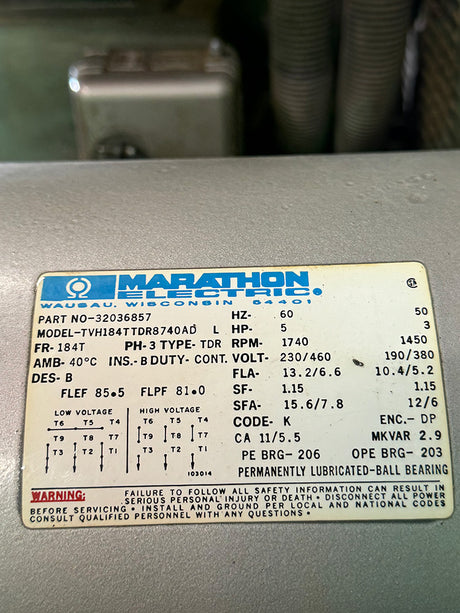 MARATHON
ELECTRIC®
WAUSAU, WISCONSIN 54401
PART NO-32036857 HZ- 60 50
MODEL-TVH184TTDR8740AD L HP- 5 3
FR-184T PH-3 TYPE-TDR RPM- 1740 1450
AMB-40°C INS.-B DUTY-CONT. VOLT- 230/460 190/380
DES-B FLA- 13.2/6.6 10.4/5.2
FLEF 85.5 FLPF 81.0 SF- 1.15 1.15
SFA- 15.6/7.8 12/6
LOW VOLTAGE HIGH VOLTAGE CODE- K ENC.- DP
T6 T5 T4 T6 T5 T4 CA 11/5.5 MKVAR 2.9
T9 T8 T7 T9 T8 T7 PE BRG-206 OPE BRG-203
T3 T2 T1 T3 T2 T1
103014 PERMANENTLY LUBRICATED-BALL BEARING
WARNING: FAILURE TO FOLLOW ALL SAFETY INFORMATION CAN RESULT IN
SERIOUS PERSONAL INJURY OR DEATH • DISCONNECT ALL POWER
BEFORE SERVICING • INSTALL AND GROUND PER LOCAL AND NATIONAL CODES
CONSULT QUALIFIED PERSONNEL WITH ANY QUESTIONS •